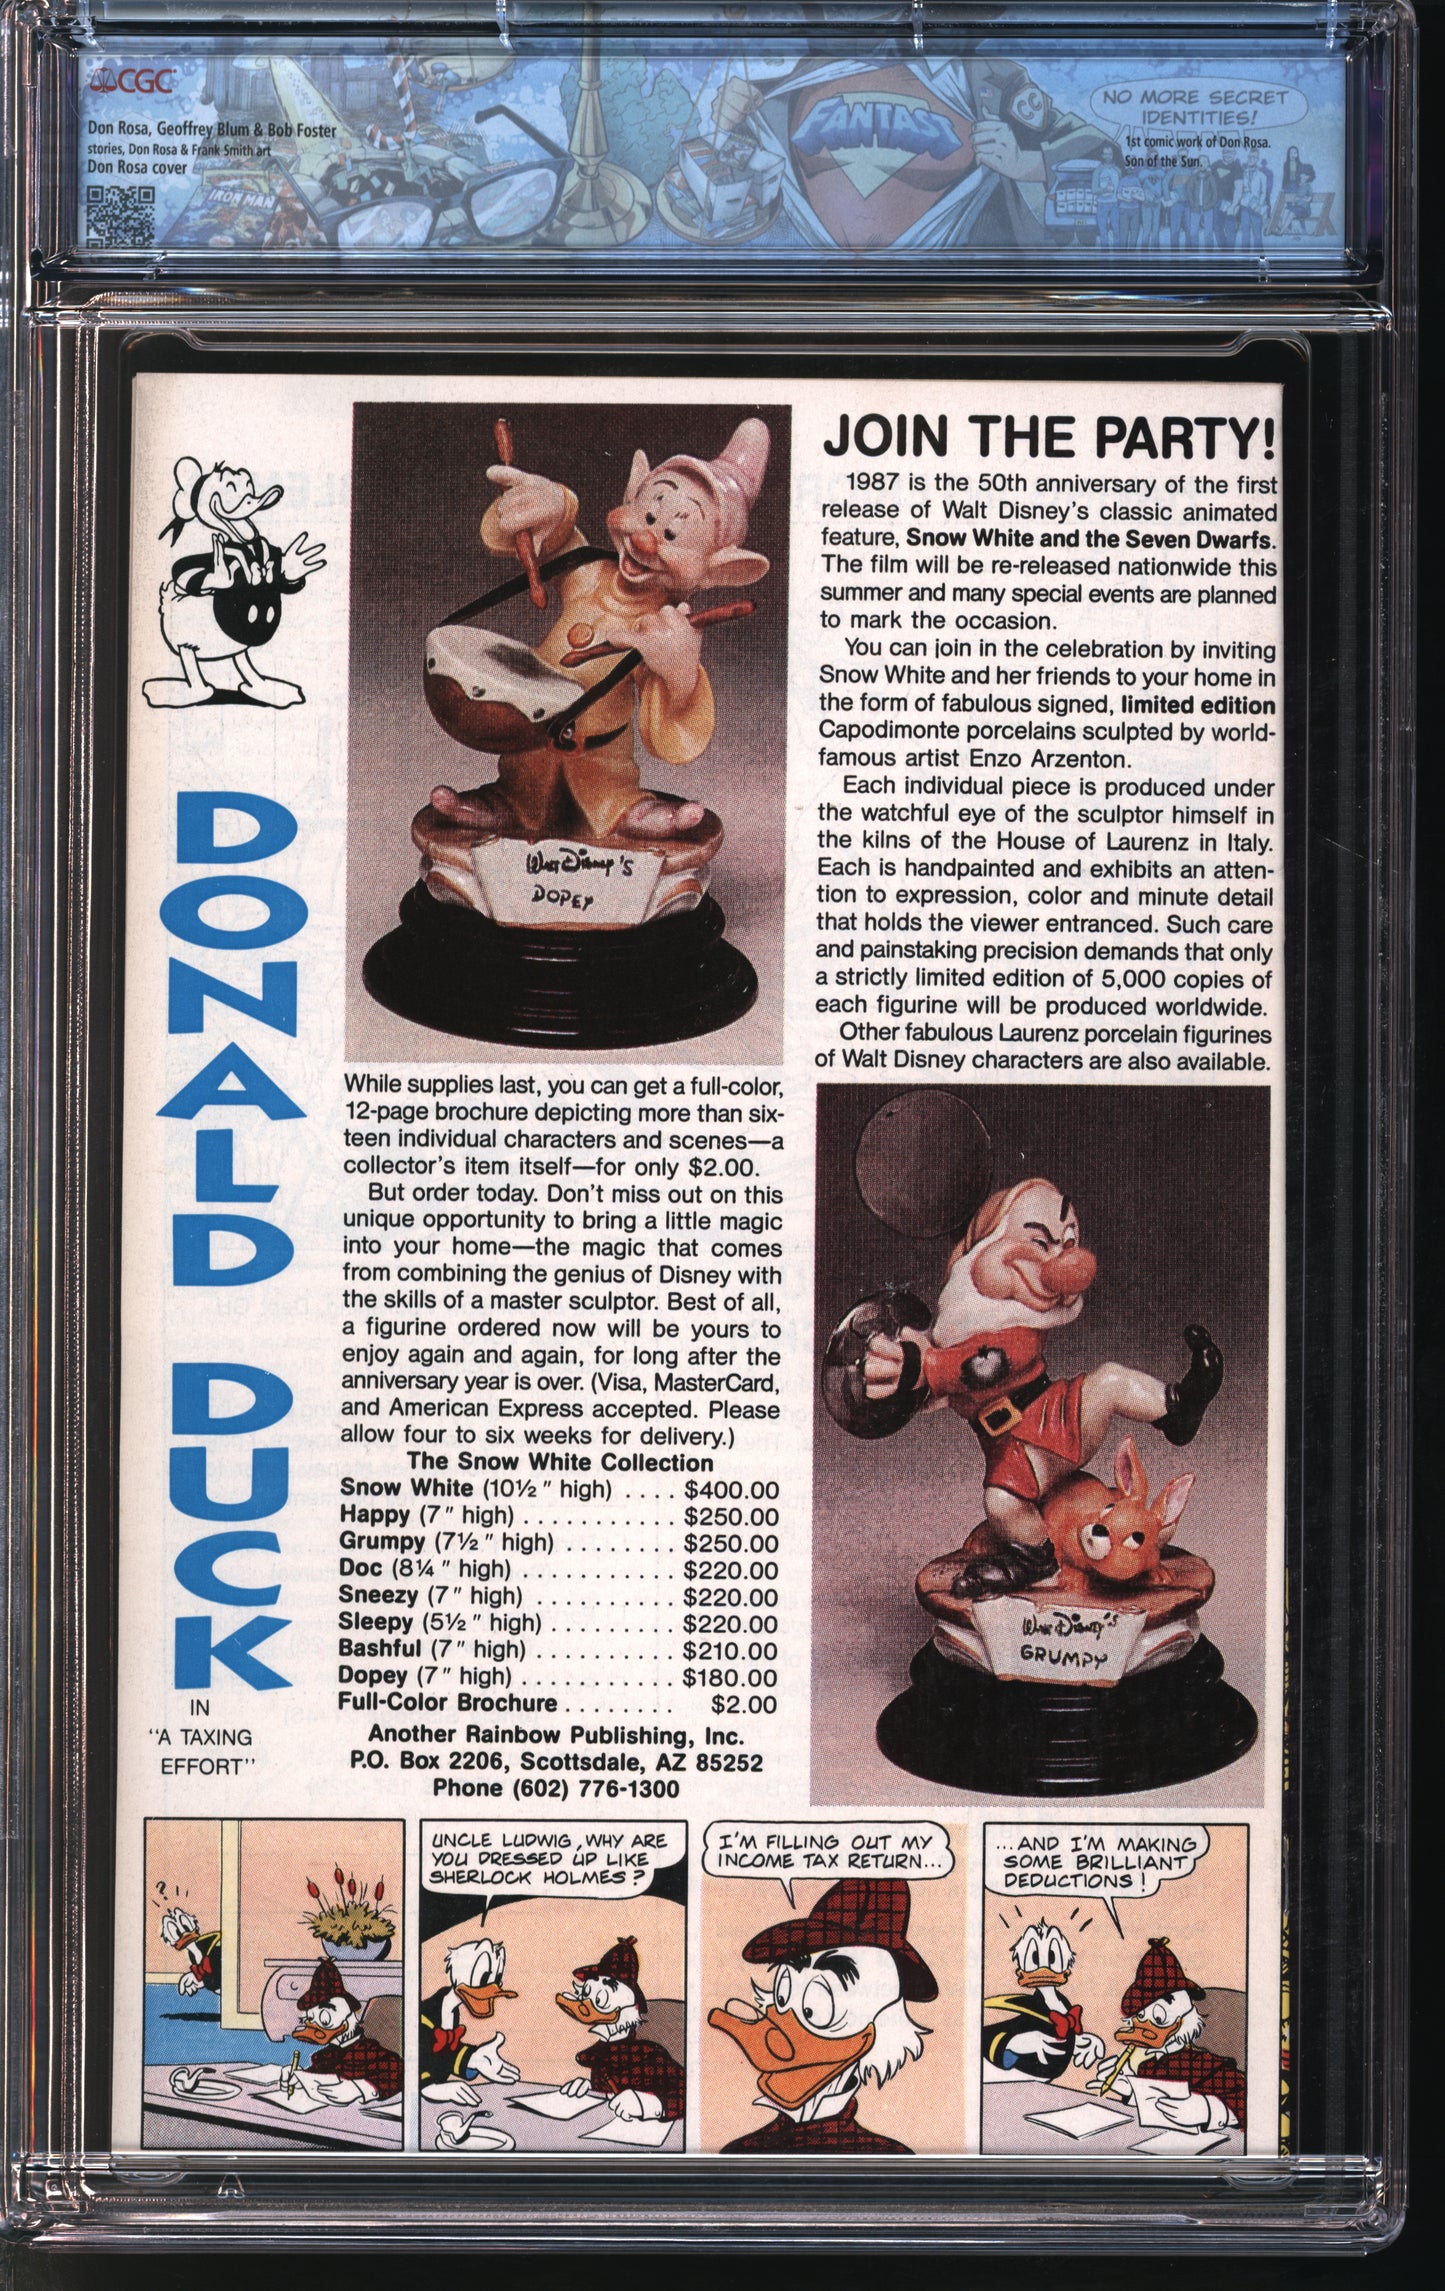 CGC
Don Rosa, Geoffrey Blum & Bob Foster
stories, Don Rosa & Frank Smith art
Don Rosa cover
IRON MAN
FANTAST
CC
NO MORE SECRET
IDENTITIES!
1st comic work of Don Rosa.
Son of the Sun.
DONALD
DUCK
IN
"A TAXING
EFFORT"
Walt Disney's
DOPEY
While supplies last, you can get a full-color,
12-page brochure depicting more than six-
teen individual characters and scenes—a
collector's item itself—for only $2.00.
But order today. Don't miss out on this
unique opportunity to bring a little magic
into your home—the magic that comes
from combining the genius of Disney with
the skills of a master sculptor. Best of all,
a figurine ordered now will be yours to
enjoy again and again, for long after the
anniversary year is over. (Visa, MasterCard,
and American Express accepted. Please
allow four to six weeks for delivery.)
The Snow White Collection
Snow White (10½" high) .... $400.00
Happy (7" high) ........... $250.00
Grumpy (7½" high) ........ $250.00
Doc (8¼" high) ........... $220.00
Sneezy (7" high) .......... $220.00
Sleepy (5½" high) ......... $220.00
Bashful (7" high) .......... $210.00
Dopey (7" high) ........... $180.00
Full-Color Brochure ........ $2.00
Another Rainbow Publishing, Inc.
P.O. Box 2206, Scottsdale, AZ 85252
Phone (602) 776-1300
JOIN THE PARTY!
1987 is the 50th anniversary of the first
release of Walt Disney's classic animated
feature, Snow White and the Seven Dwarfs.
The film will be re-released nationwide this
summer and many special events are planned
to mark the occasion.
You can join in the celebration by inviting
Snow White and her friends to your home in
the form of fabulous signed, limited edition
Capodimonte porcelains sculpted by world-
famous artist Enzo Arzenton.
Each individual piece is produced under
the watchful eye of the sculptor himself in
the kilns of the House of Laurenz in Italy.
Each is handpainted and exhibits an atten-
tion to expression, color and minute detail
that holds the viewer entranced. Such care
and painstaking precision demands that only
a strictly limited edition of 5,000 copies of
each figurine will be produced worldwide.
Other fabulous Laurenz porcelain figurines
of Walt Disney characters are also available.
Walt Disney's
GRUMPY
?!!
UNCLE LUDWIG, WHY ARE
YOU DRESSED UP LIKE
SHERLOCK HOLMES?
I'M FILLING OUT MY
INCOME TAX RETURN...
...AND I'M MAKING
SOME BRILLIANT
DEDUCTIONS!